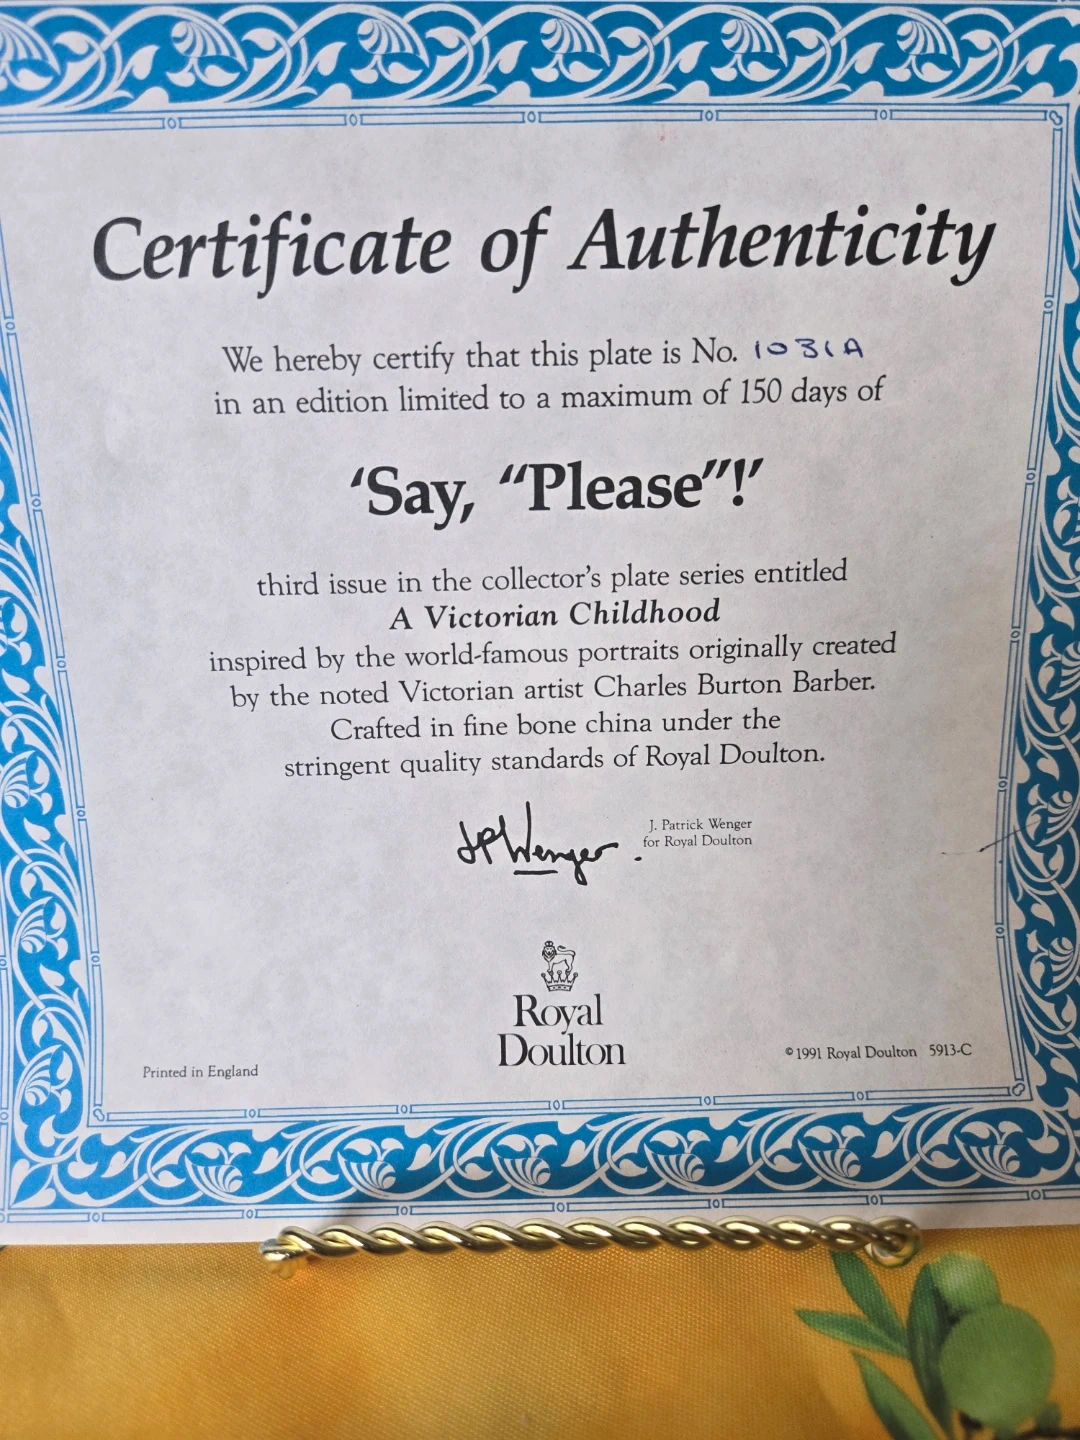 Certificate of Authenticity
We hereby certify that this plate is No. 1031A
in an edition limited to a maximum of 150 days of
‘Say, “Please”!’
third issue in the collector's plate series entitled
A Victorian Childhood
inspired by the world-famous portraits originally created
by the noted Victorian artist Charles Burton Barber.
Crafted in fine bone china under the
stringent quality standards of Royal Doulton.
JPWenger.
J. Patrick Wenger
for Royal Doulton
Royal
Doulton
Printed in England
© 1991 Royal Doulton 5913-C